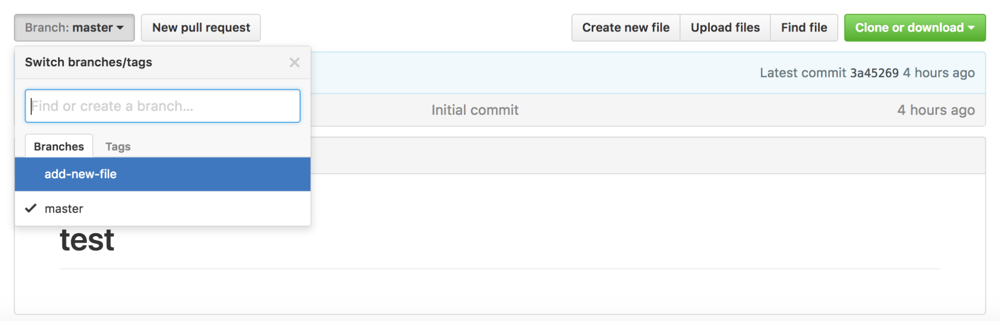 Branch: master New pull request Create new file Upload files Find file Clone or download
Switch branches/tags
Latest commit 3a45269 4 hours ago
Find or create a branch...
Initial commit 4 hours ago
Branches Tags
add-new-file
master
test